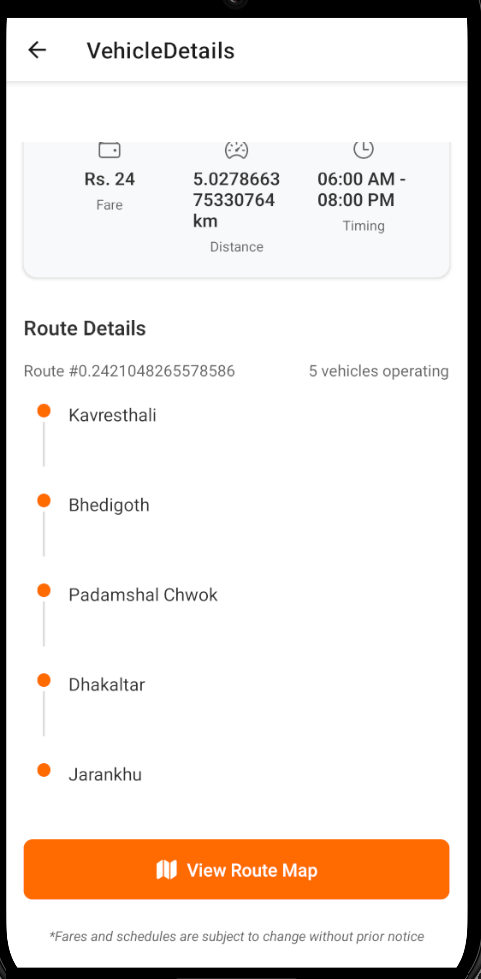 VehicleDetails
Rs. 24
Fare
5.0278663
75330764
km
Distance
06:00 AM -
08:00 PM
Timing
Route Details
Route #0.2421048265578586
5 vehicles operating
Kavresthali
Bhedigoth
Padamshal Chwok
Dhakaltar
Jarankhu
View Route Map
*Fares and schedules are subject to change without prior notice